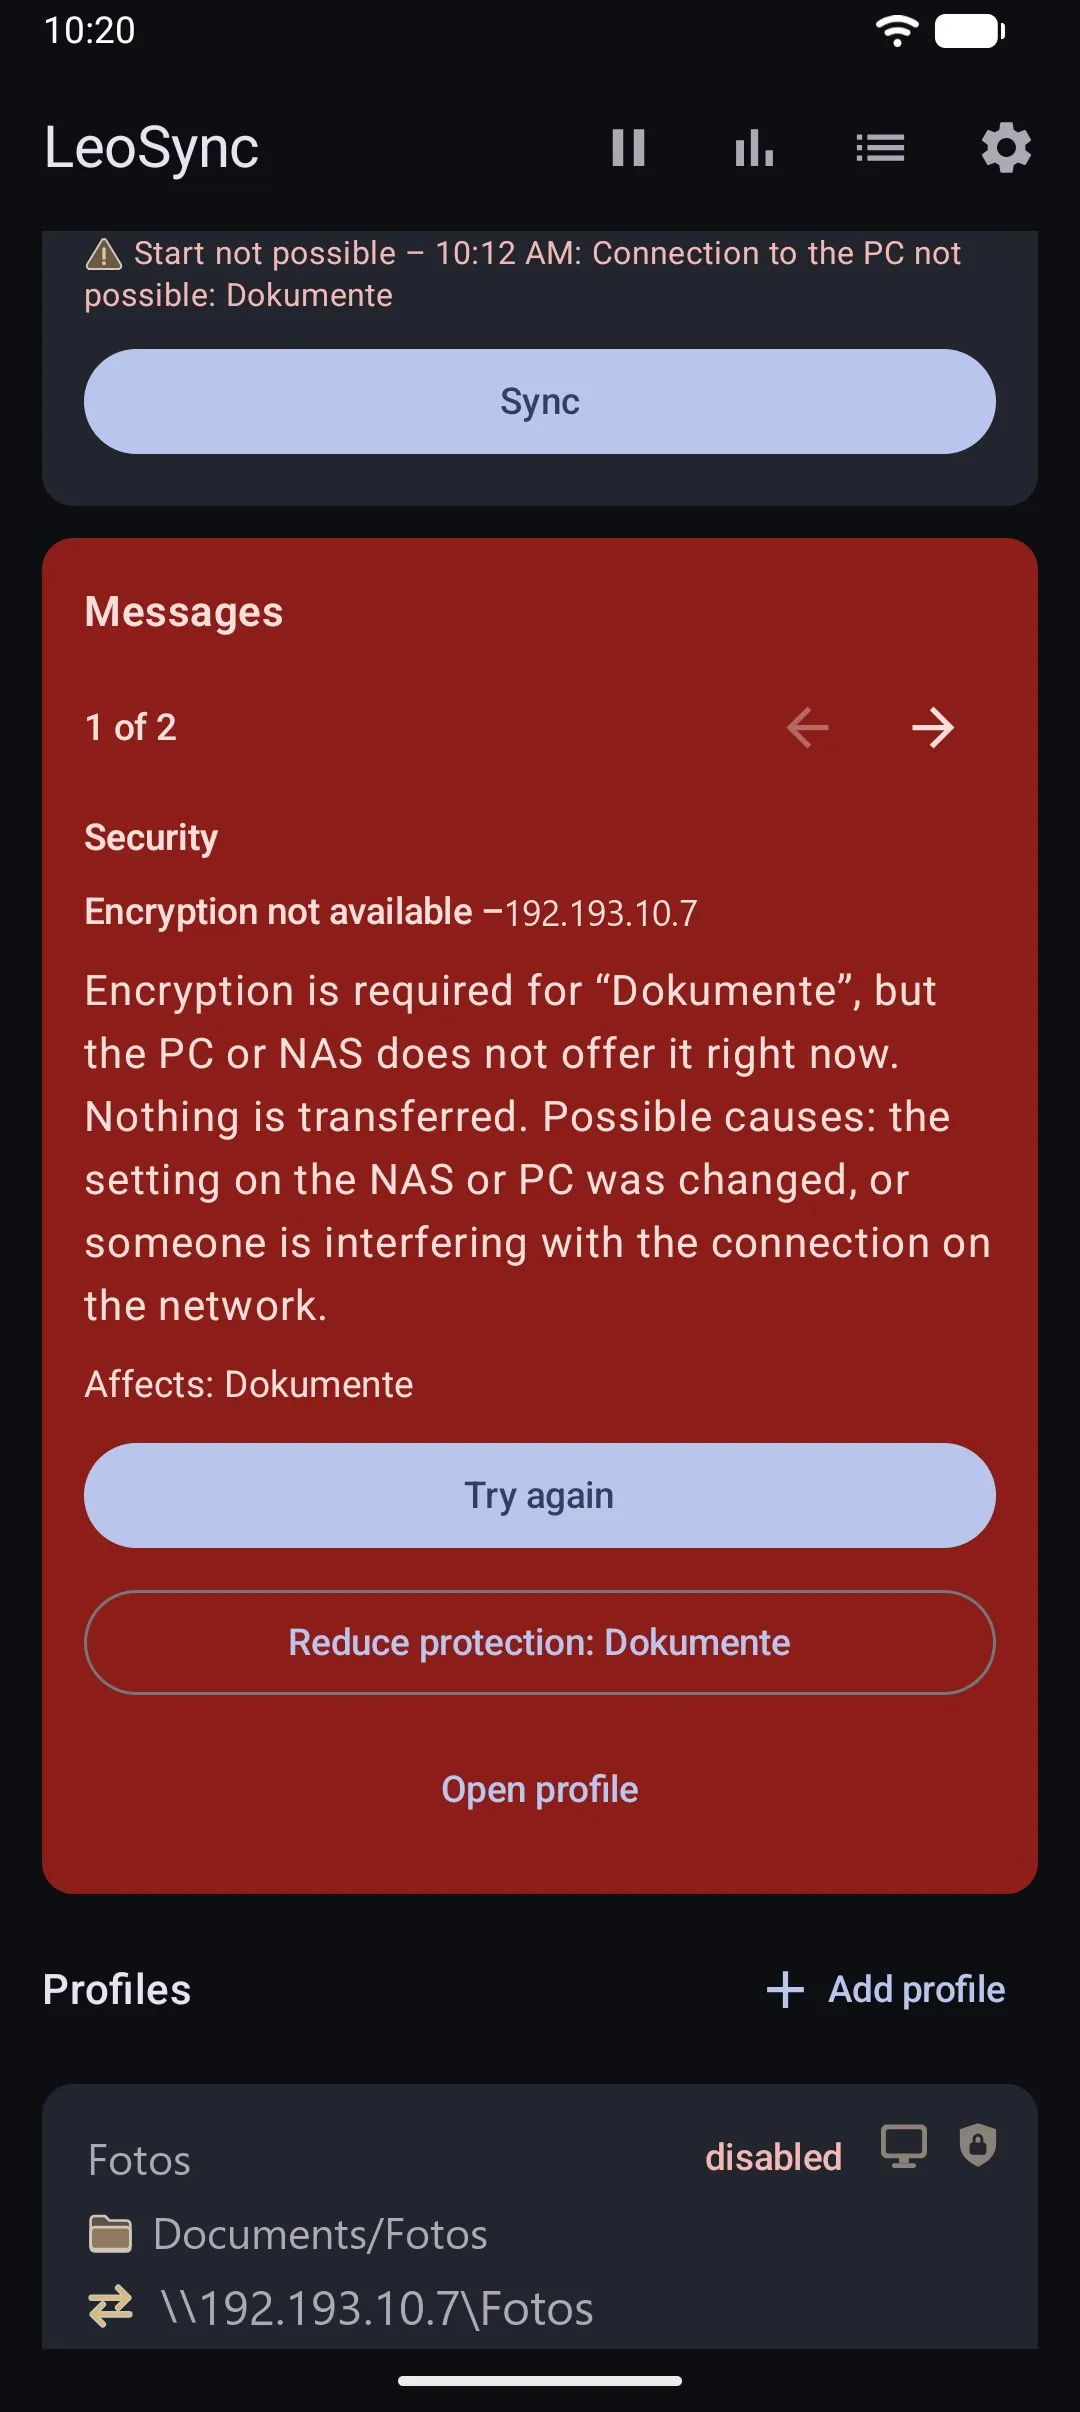 10:20
LeoSync
⚠ Start not possible – 10:12 AM: Connection to the PC not
possible: Dokumente
Sync
Messages
1 of 2
Security
Encryption not available –192.193.10.7
Encryption is required for “Dokumente”, but
the PC or NAS does not offer it right now.
Nothing is transferred. Possible causes: the
setting on the NAS or PC was changed, or
someone is interfering with the connection on
the network.
Affects: Dokumente
Try again
Reduce protection: Dokumente
Open profile
Profiles
Add profile
Fotos disabled
Documents/Fotos
\\192.193.10.7\Fotos